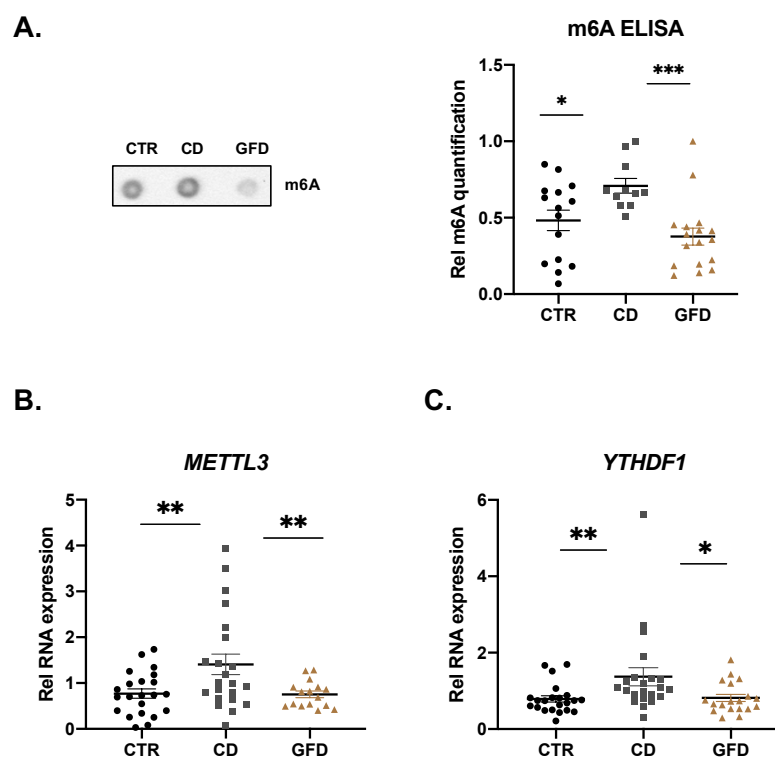 A.
m6A ELISA
CTR CD GFD
m6A
Rel m6A quantification
1.5
1.0
0.5
0.0
* ***
CTR CD GFD
B.
METTL3
Rel RNA expression
5
4
3
2
1
0
** **
CTR CD GFD
C.
YTHDF1
Rel RNA expression
6
4
2
0
** *
CTR CD GFD